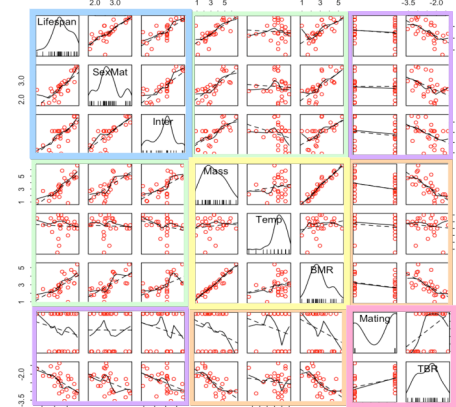 2.0 3.0
1 3 5
1 3 5
-3.5 -2.0
Lifespan
SexMat
2.0 3.0
Inter
Mass
1 3 5
Temp
BMR
1 3 5
Mating
TBR
-3.5 -2.0